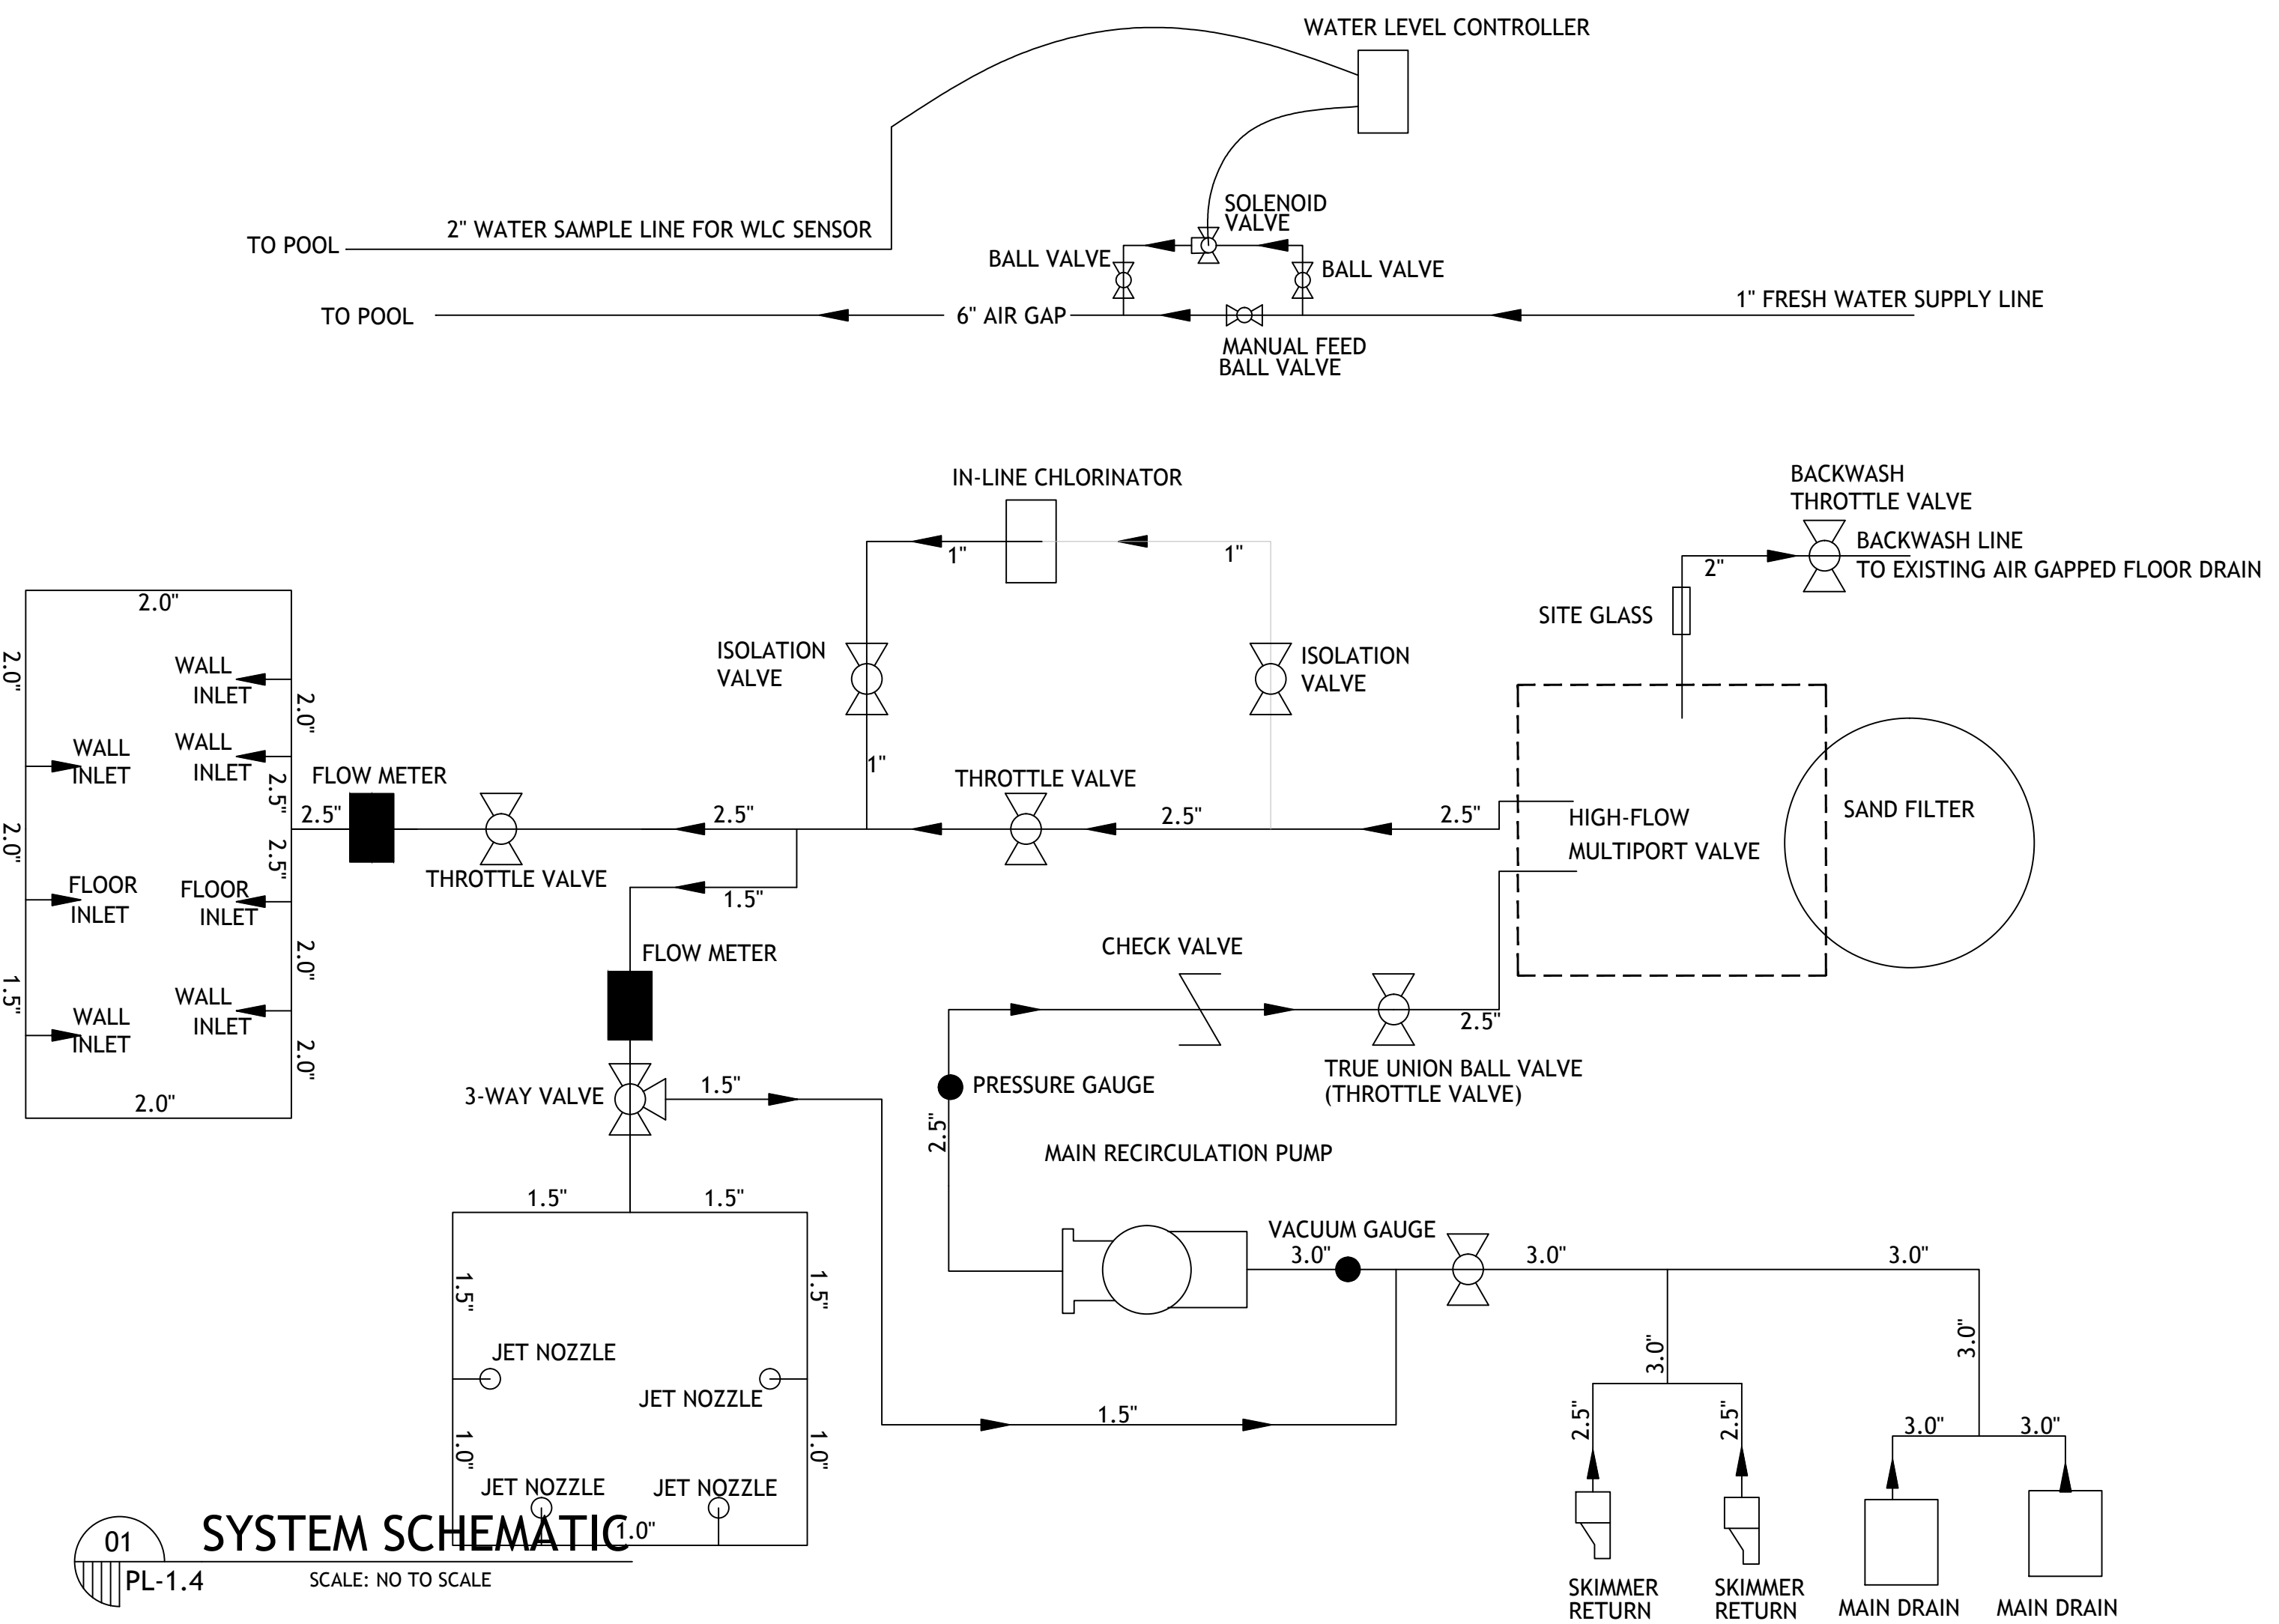 WATER LEVEL CONTROLLER
SOLENOID
VALVE
2" WATER SAMPLE LINE FOR WLC SENSOR
TO POOL
BALL VALVE
BALL VALVE
1" FRESH WATER SUPPLY LINE
TO POOL
6" AIR GAP
MANUAL FEED
BALL VALVE
IN-LINE CHLORINATOR
1"
1"
BACKWASH
THROTTLE VALVE
BACKWASH LINE
TO EXISTING AIR GAPPED FLOOR DRAIN
2"
SITE GLASS
ISOLATION
VALVE
ISOLATION
VALVE
1"
2.0"
2.0"
WALL
INLET
2.0"
WALL
INLET
WALL
INLET
2.5"
FLOW METER
2.5"
THROTTLE VALVE
2.5"
THROTTLE VALVE
2.5"
2.5"
HIGH-FLOW
MULTIPORT VALVE
SAND FILTER
2.0"
2.5"
FLOOR
INLET
FLOOR
INLET
2.0"
1.5"
WALL
INLET
WALL
INLET
2.0"
2.0"
1.5"
FLOW METER
3-WAY VALVE
1.5"
CHECK VALVE
2.5"
TRUE UNION BALL VALVE
(THROTTLE VALVE)
PRESSURE GAUGE
2.5"
MAIN RECIRCULATION PUMP
VACUUM GAUGE
3.0"
3.0"
3.0"
1.5"
1.5"
1.5"
1.5"
JET NOZZLE
JET NOZZLE
1.0"
1.0"
JET NOZZLE
JET NOZZLE
1.0"
1.5"
3.0"
3.0"
2.5"
2.5"
3.0"
3.0"
SKIMMER
RETURN
SKIMMER
RETURN
MAIN DRAIN
MAIN DRAIN
01
SYSTEM SCHEMATIC
PL-1.4
SCALE: NO TO SCALE